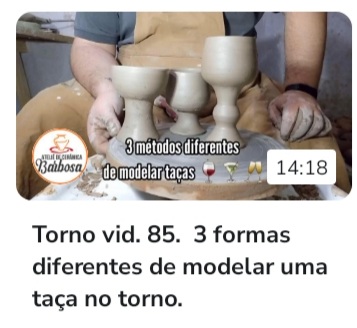 3 métodos diferentes
de modelar taças 🍷 🍸 🥂
ATELIÊ DE CERÂMICA
Barbosa
14:18
Torno vid. 85.  3 formas
diferentes de modelar uma
taça no torno.